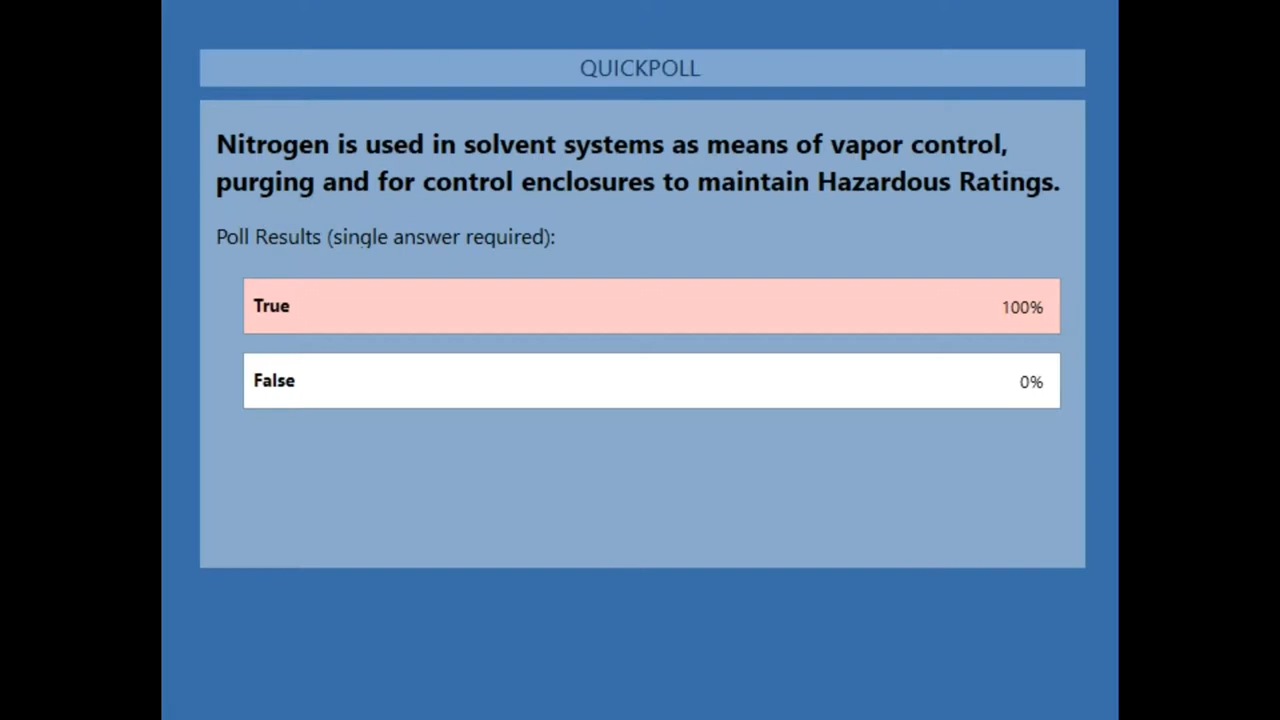 QUICKPOLL
Nitrogen is used in solvent systems as means of vapor control,
purging and for control enclosures to maintain Hazardous Ratings.
Poll Results (single answer required):
True 100%
False 0%